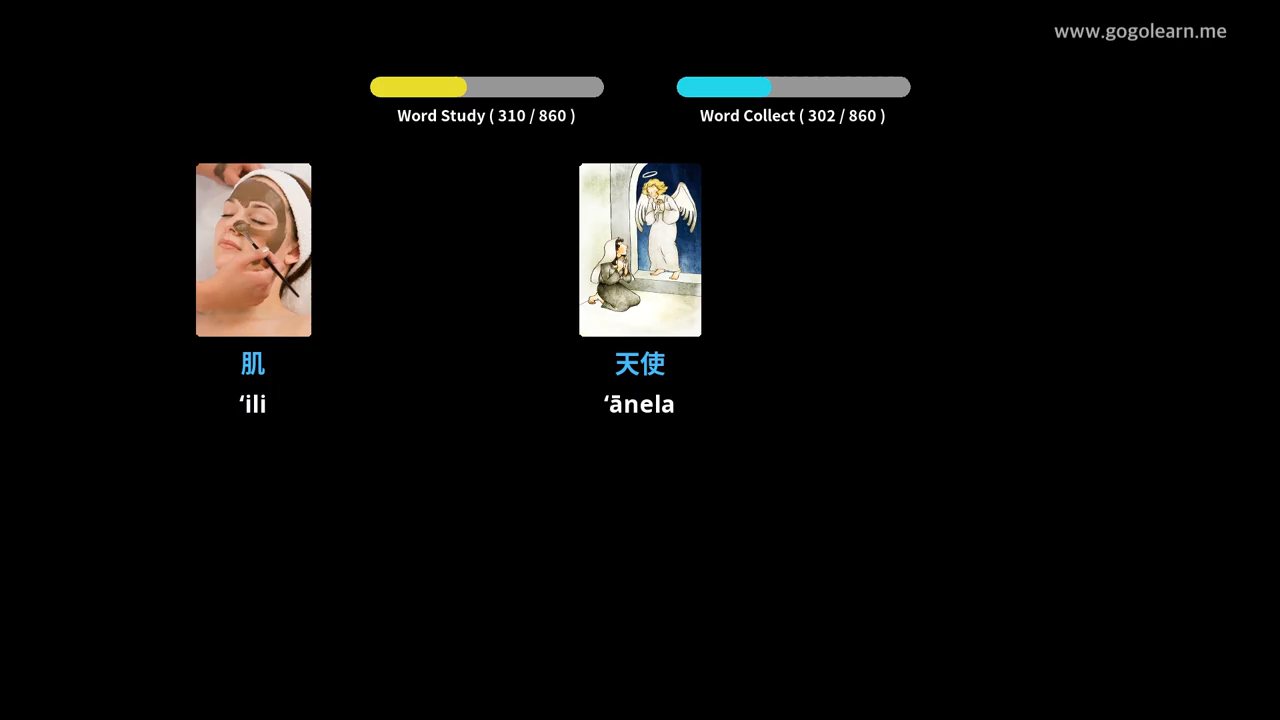 www.gogolearn.me
Word Study ( 310 / 860 )
Word Collect ( 302 / 860 )
肌
天使
ʻili
ʻānela